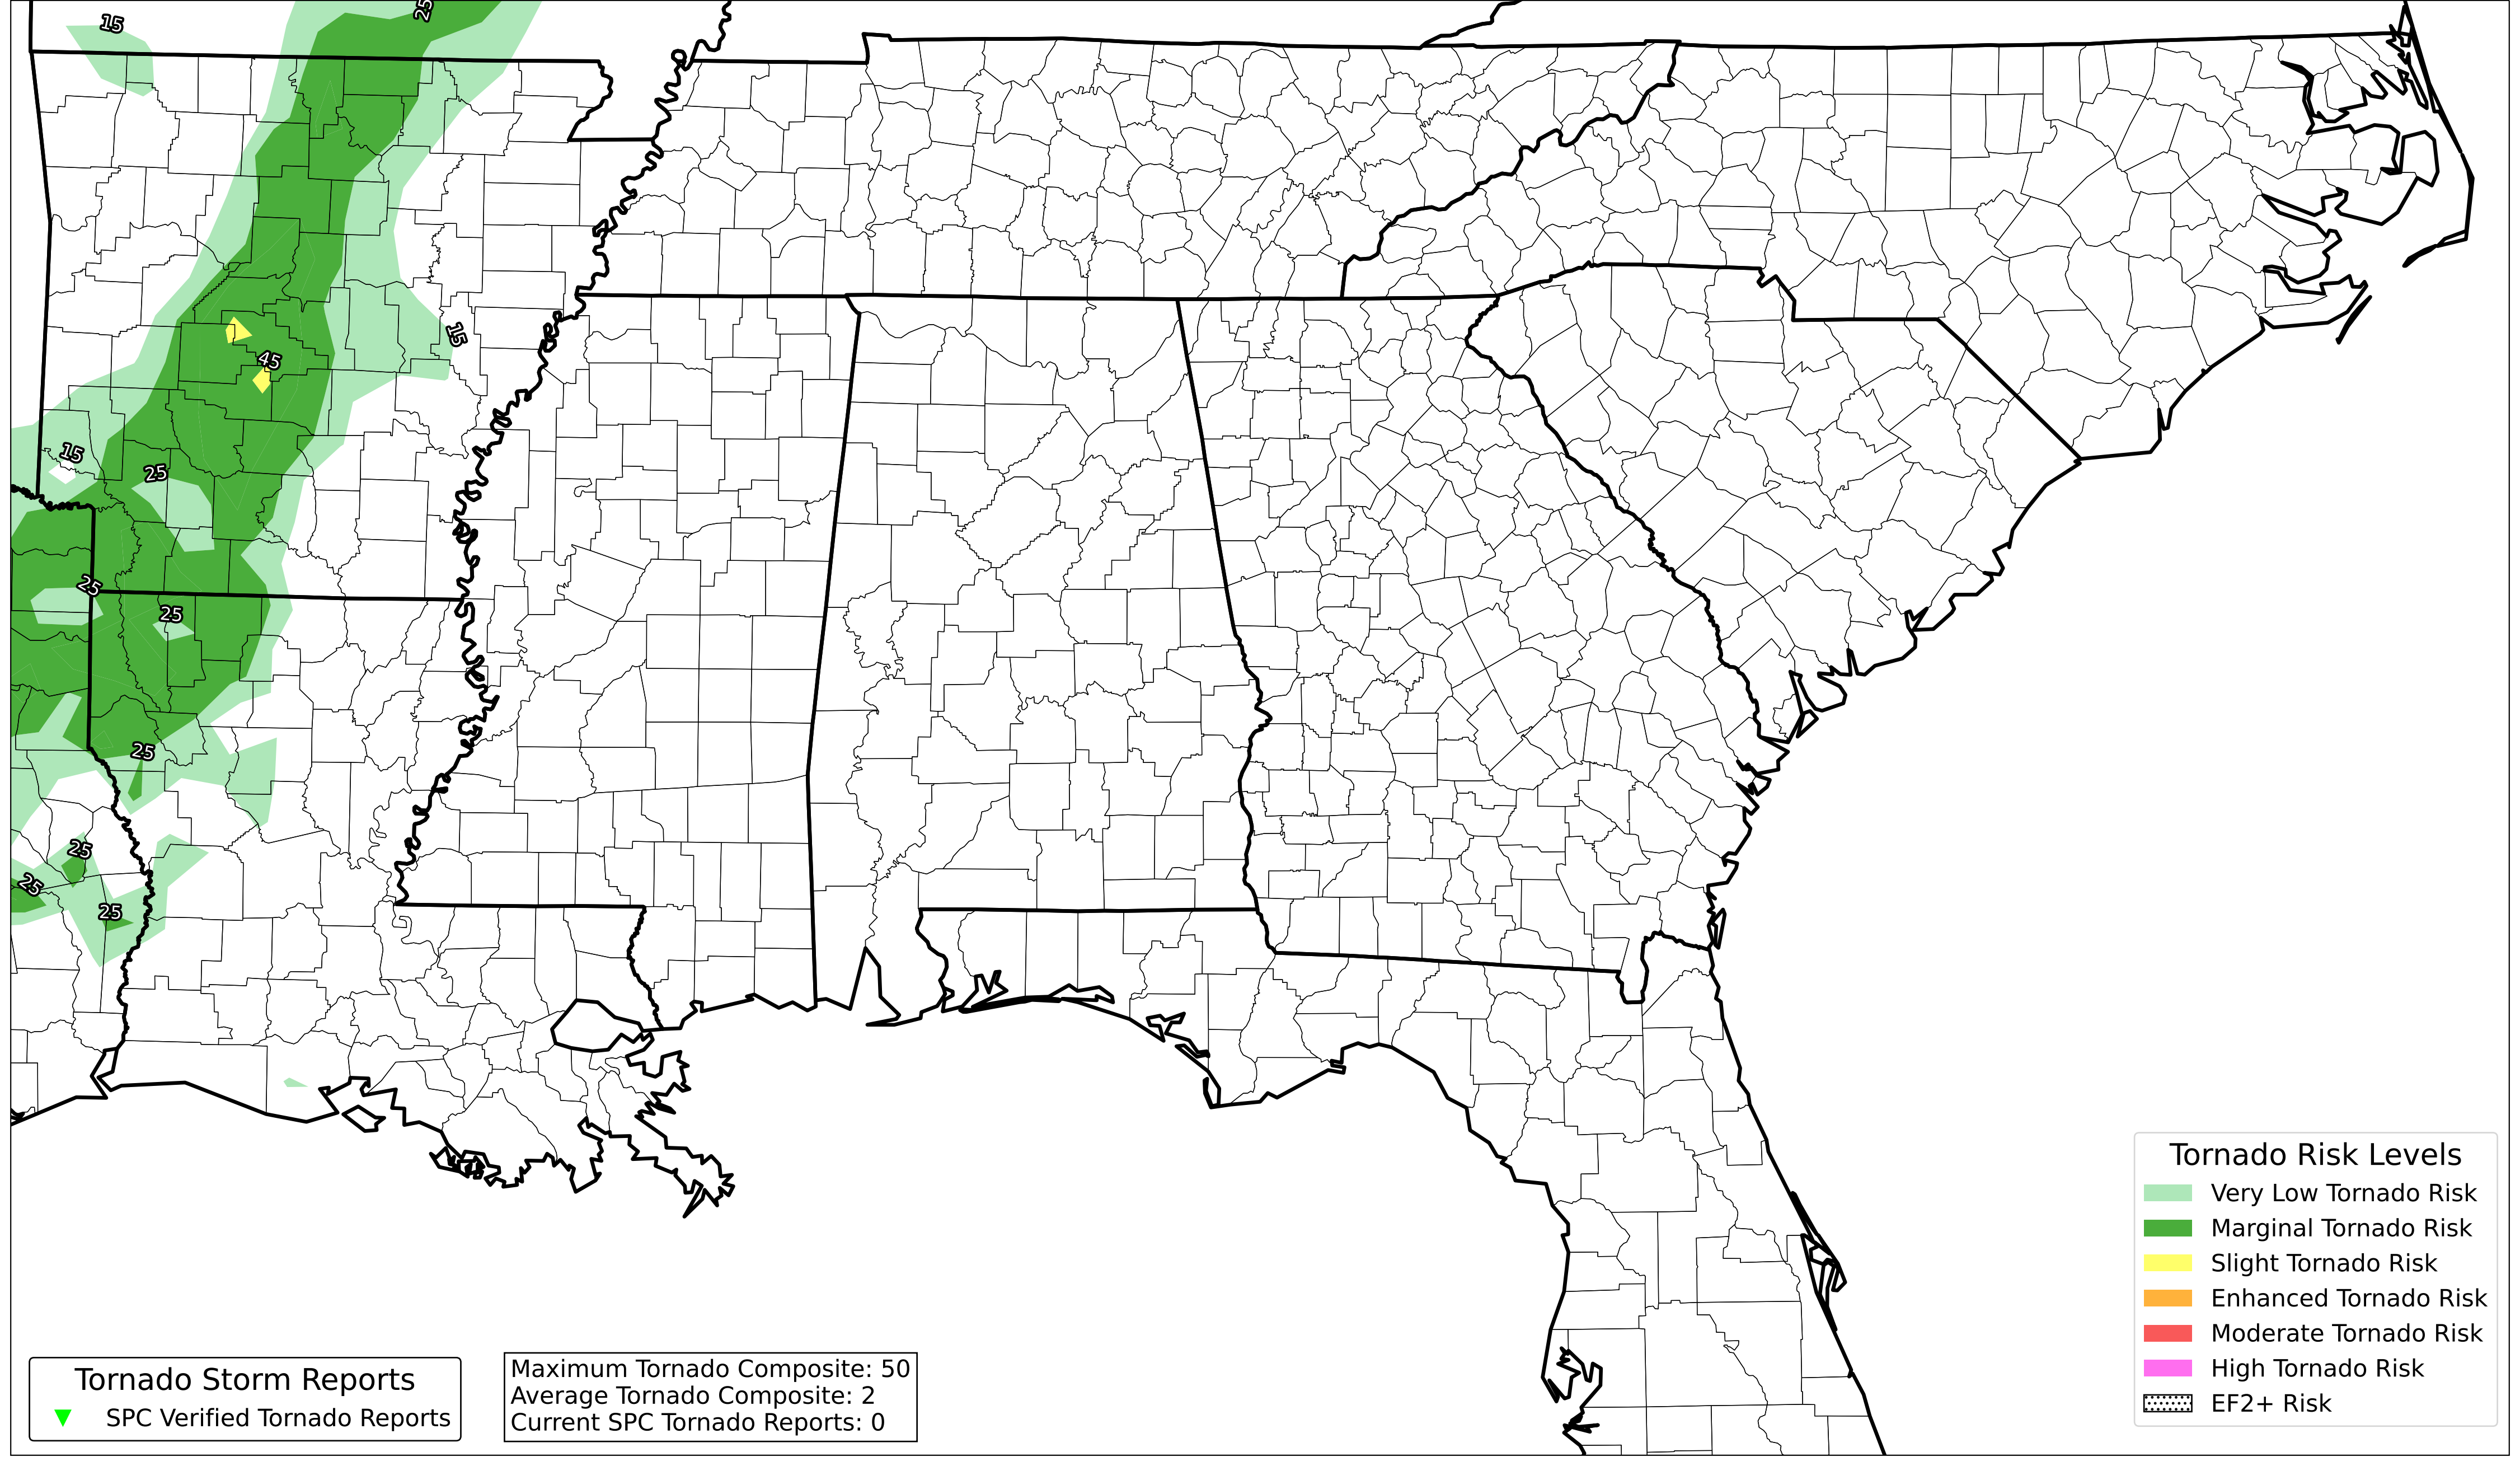 15
25
15
45
15
25
25
25
25
25
25
25
Tornado Risk Levels
Very Low Tornado Risk
Marginal Tornado Risk
Slight Tornado Risk
Enhanced Tornado Risk
Moderate Tornado Risk
High Tornado Risk
EF2+ Risk
Tornado Storm Reports
SPC Verified Tornado Reports
Maximum Tornado Composite: 50
Average Tornado Composite: 2
Current SPC Tornado Reports: 0